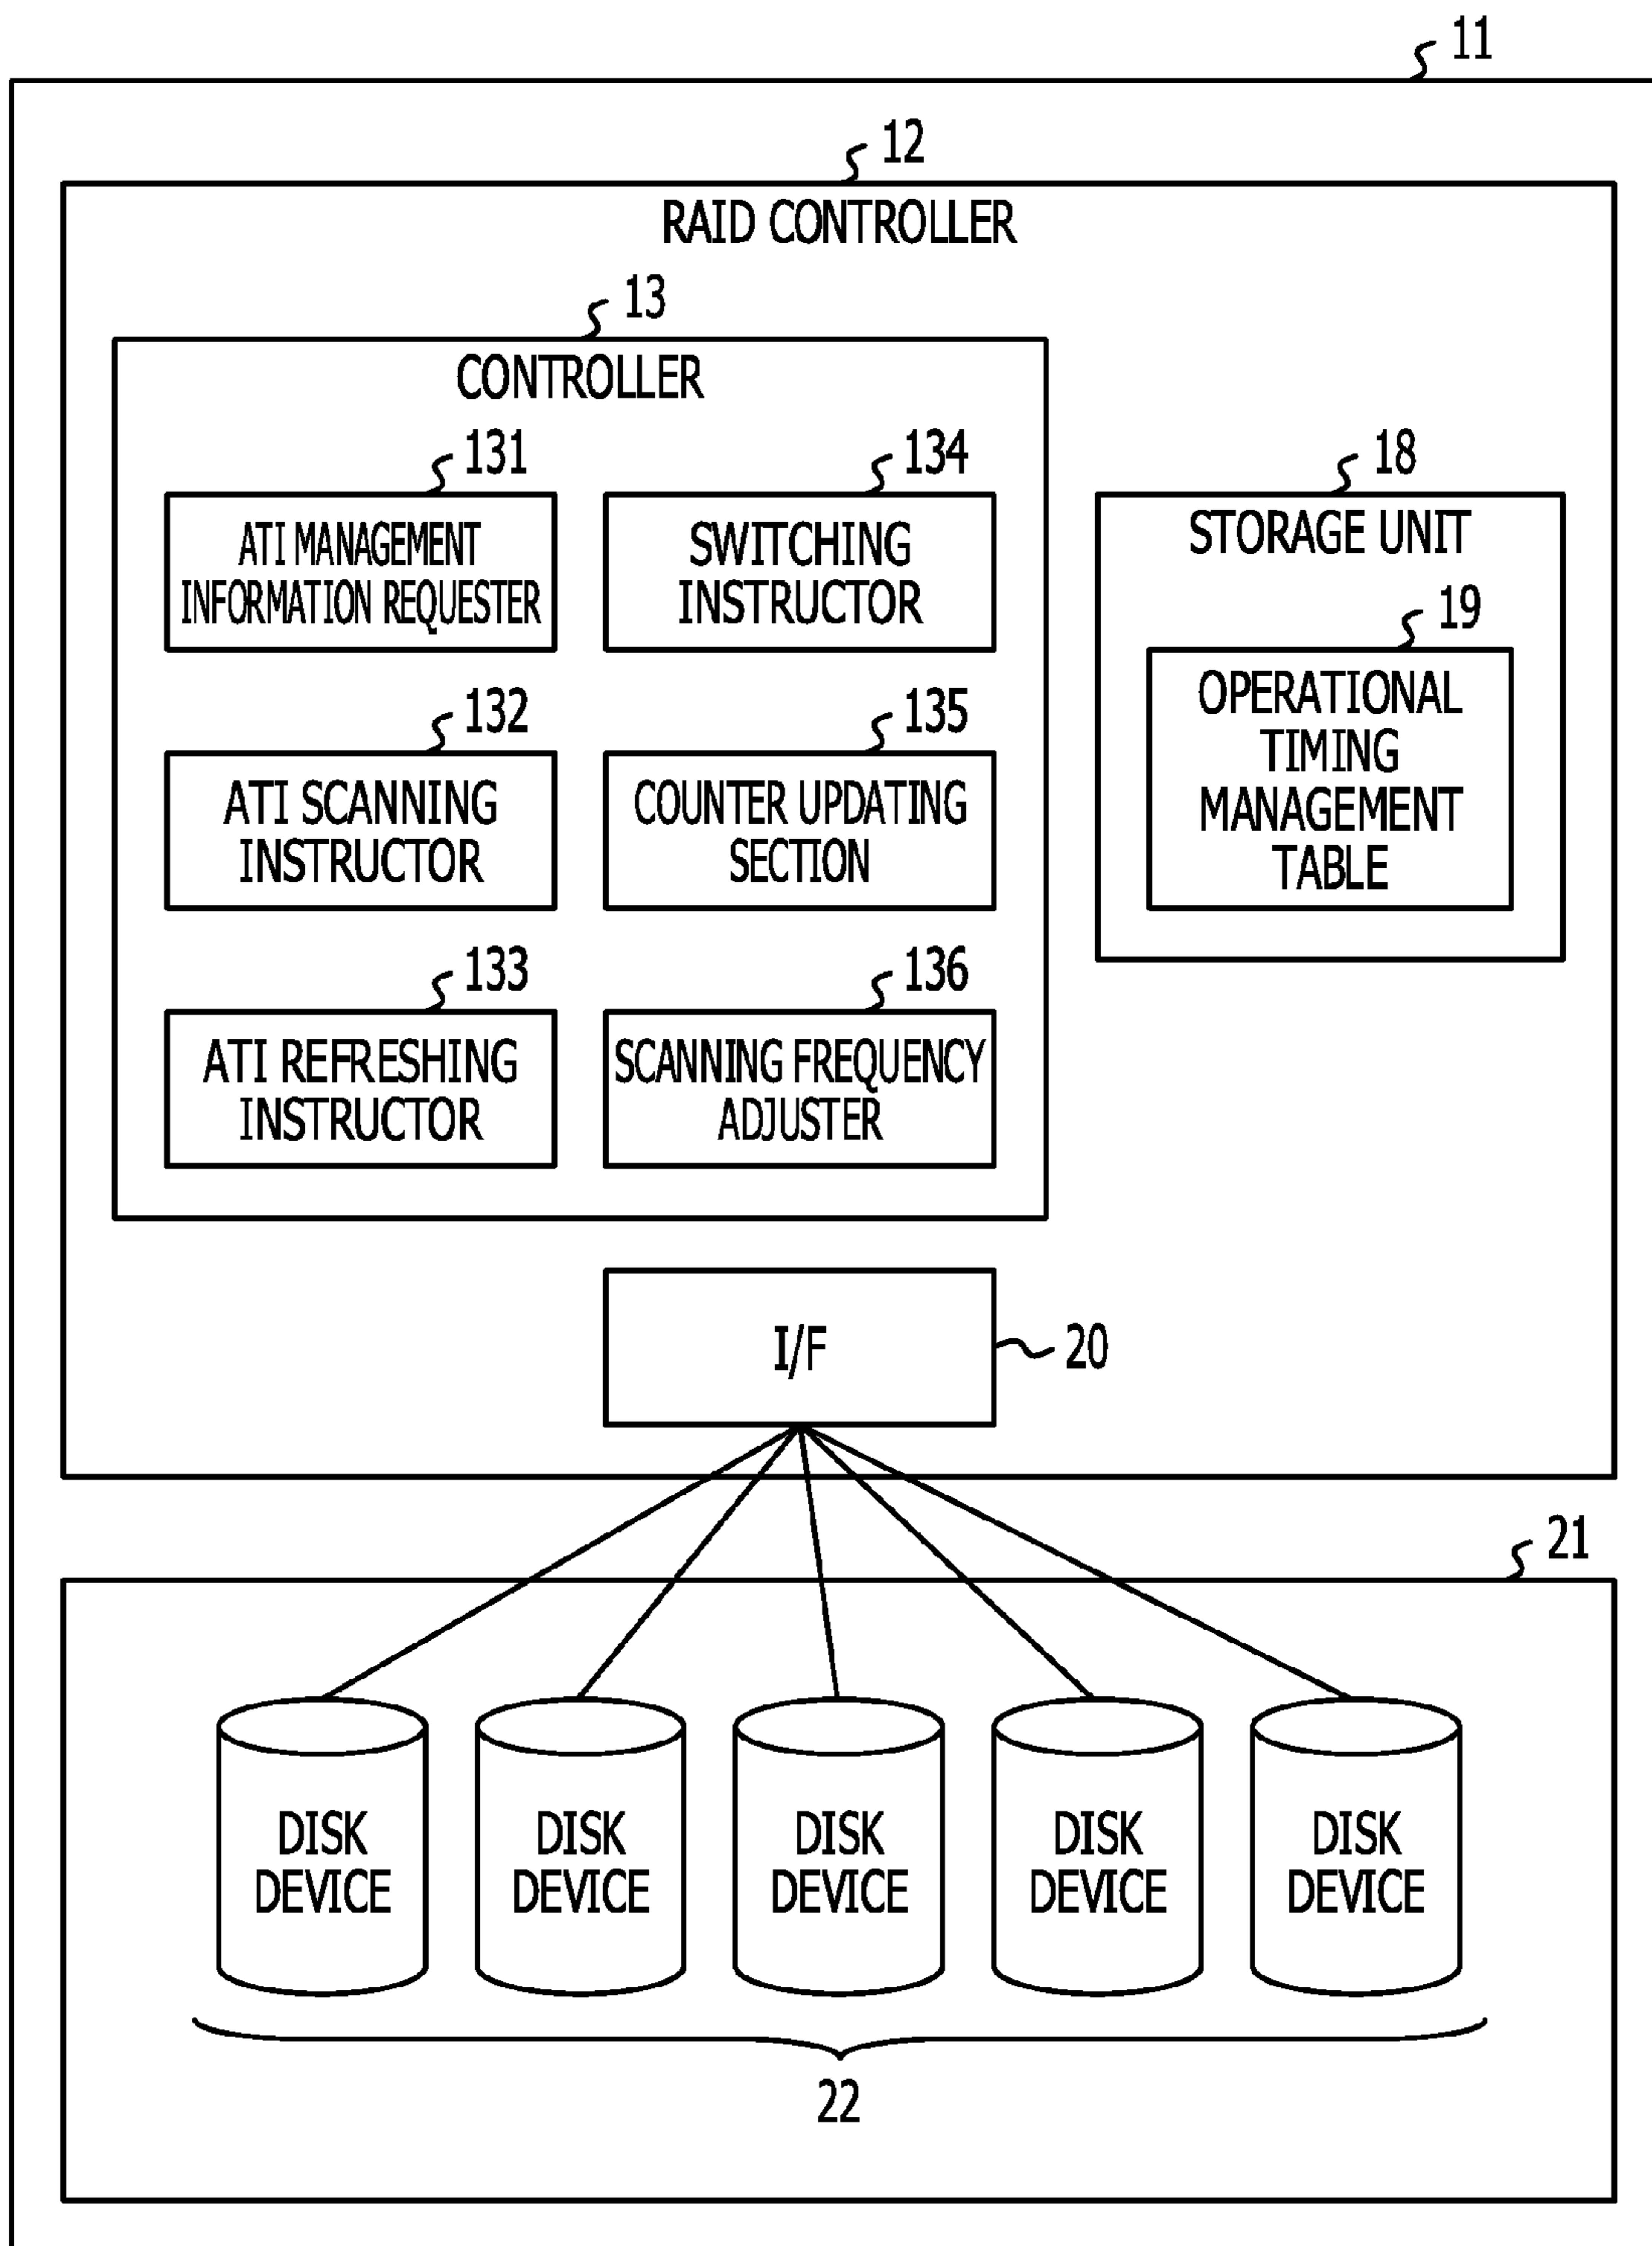 11
12
RAID CONTROLLER
13
CONTROLLER
131
ATI MANAGEMENT
INFORMATION REQUESTER
134
SWITCHING
INSTRUCTOR
18
STORAGE UNIT
19
OPERATIONAL
TIMING
MANAGEMENT
TABLE
132
ATI SCANNING
INSTRUCTOR
135
COUNTER UPDATING
SECTION
133
ATI REFRESHING
INSTRUCTOR
136
SCANNING FREQUENCY
ADJUSTER
I/F
20
21
DISK
DEVICE
DISK
DEVICE
DISK
DEVICE
DISK
DEVICE
DISK
DEVICE
22